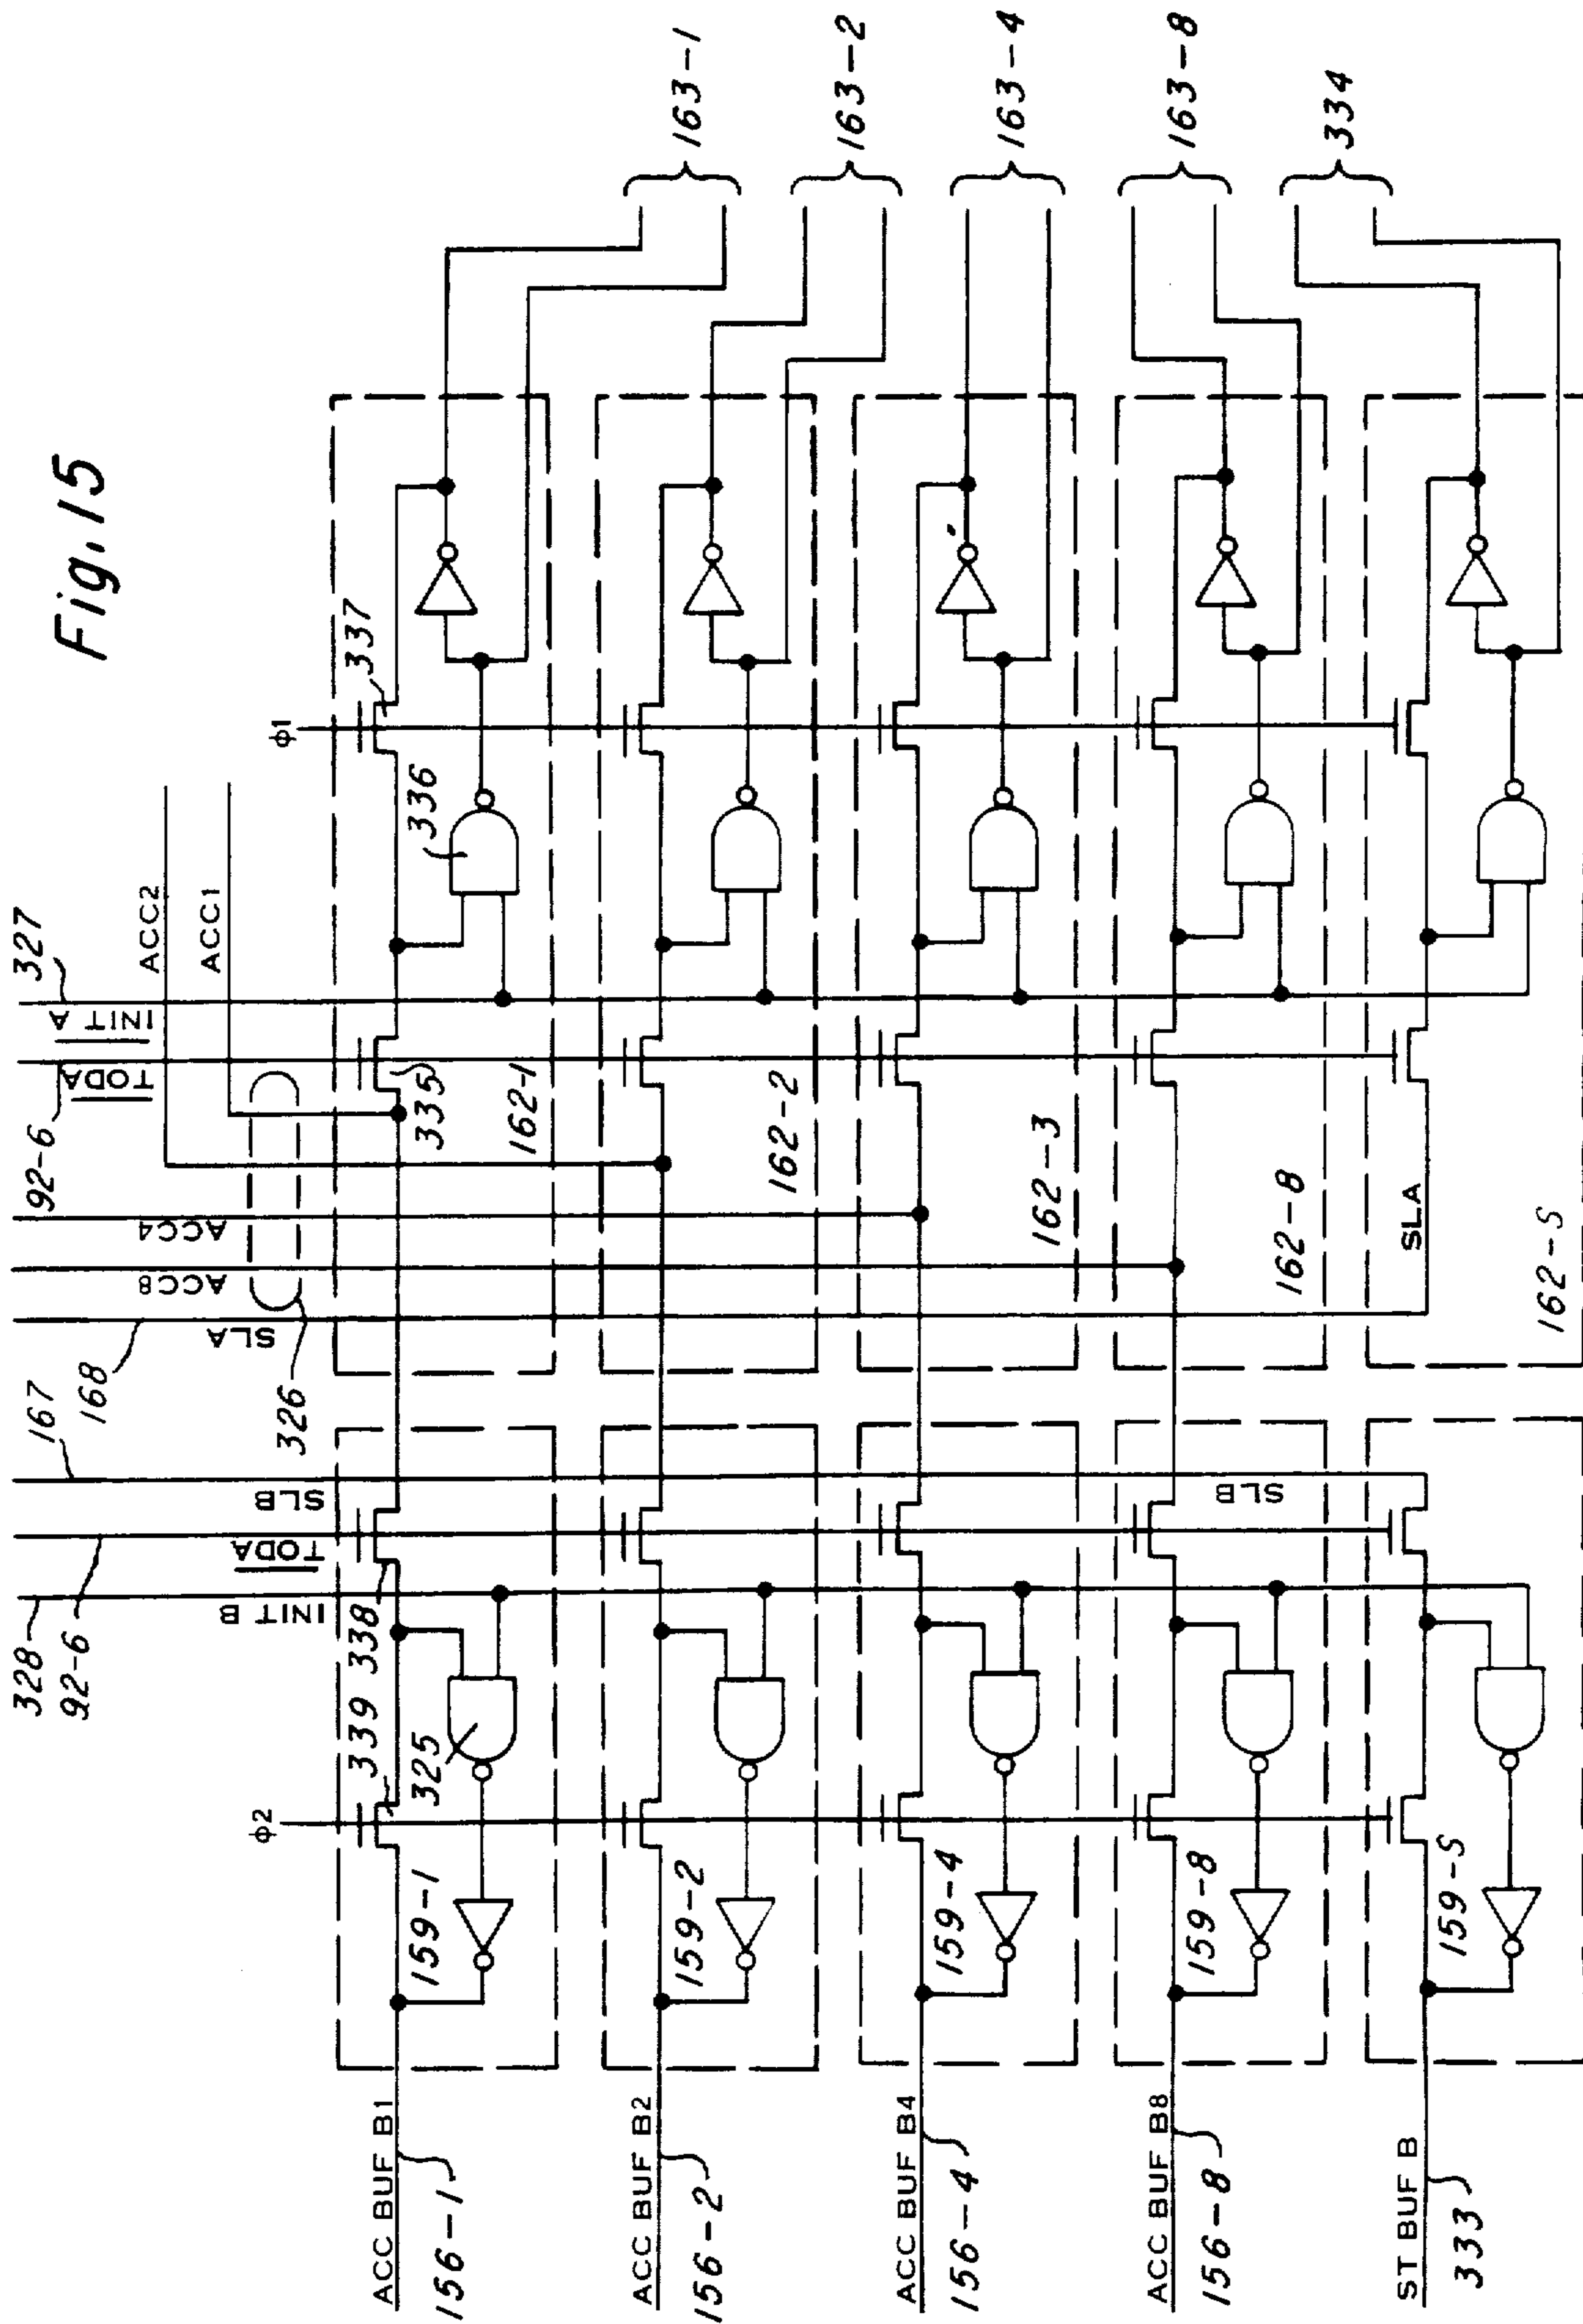 Fig. 15
328
92-6
167
168
92-6
327
INIT B
TODA
SLB
SLA
ACC8
ACC4
TODA
INIT A
ACC2
ACC1
326
φ2
φ1
339
338
325
335
336
337
ACC BUF B1
156-1
159-1
162-1
163-1
ACC BUF B2
156-2
159-2
162-2
163-2
ACC BUF B4
156-4
159-4
162-3
163-4
ACC BUF B8
156-8
159-8
SLB
162-8
163-8
ST BUF B
333
159-S
SLA
162-S
334